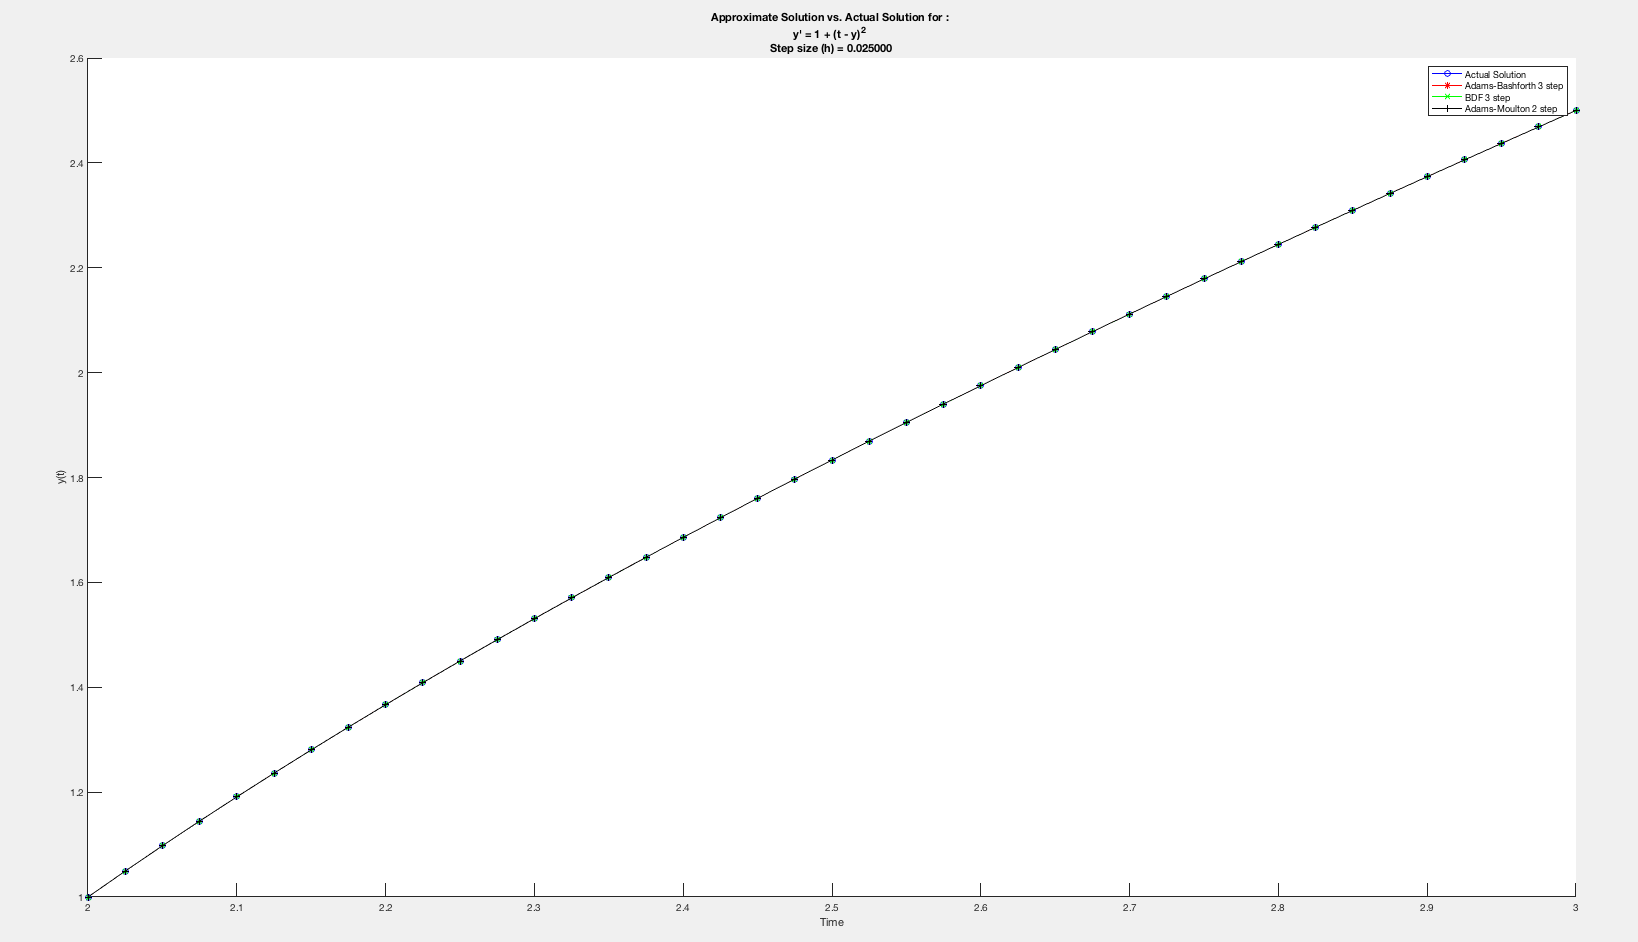 Approximate Solution vs. Actual Solution for :
y' = 1 + (t - y)²
Step size (h) = 0.025000
Actual Solution
Adams-Bashforth 3 step
BDF 3 step
Adams-Moulton 2 step
2.6
2.4
2.2
2
1.8
1.6
1.4
1.2
1
y(t)
2 2.1 2.2 2.3 2.4 2.5 2.6 2.7 2.8 2.9 3
Time